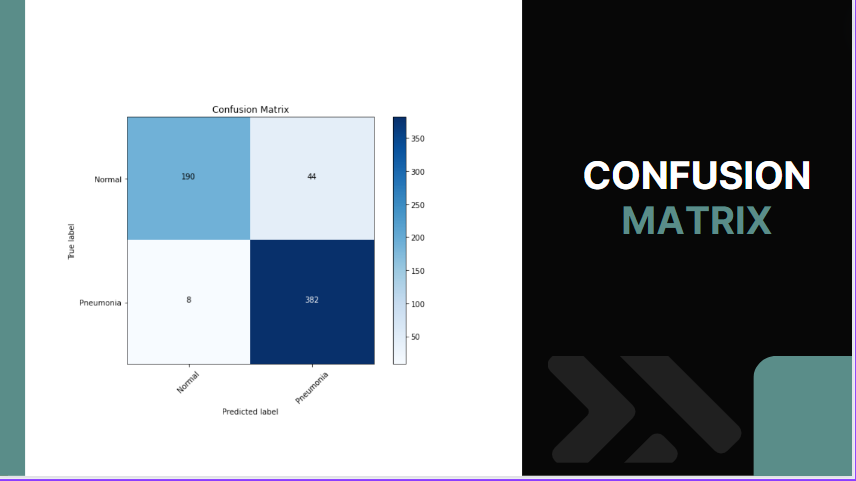 Confusion Matrix
Normal
190
44
Pneumonia
8
382
True label
Normal
Pneumonia
Predicted label
350
300
250
200
150
100
50
CONFUSION
MATRIX